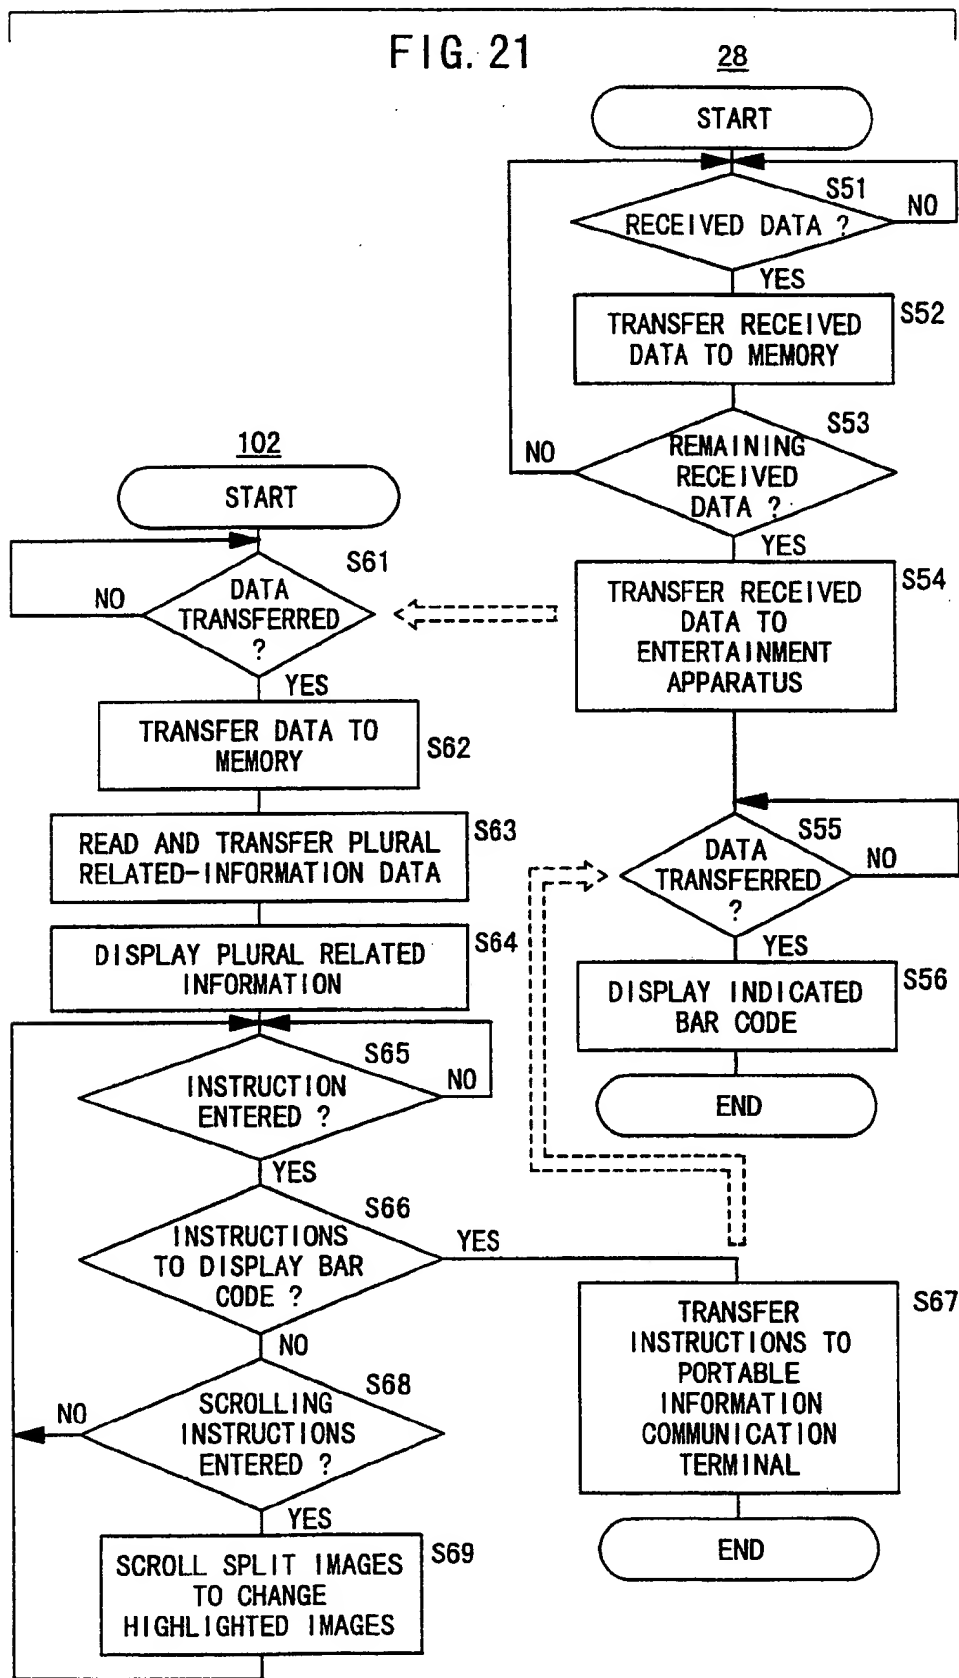 FIG. 21
28
START
S51
RECEIVED DATA ?
NO
YES
S52
TRANSFER RECEIVED
DATA TO MEMORY
S53
REMAINING
RECEIVED
DATA ?
NO
YES
S54
TRANSFER RECEIVED
DATA TO
ENTERTAINMENT
APPARATUS
S55
DATA
TRANSFERRED
?
NO
YES
S56
DISPLAY INDICATED
BAR CODE
END
102
START
S61
DATA
TRANSFERRED
?
NO
YES
TRANSFER DATA TO
MEMORY
S62
READ AND TRANSFER PLURAL
RELATED-INFORMATION DATA
S63
DISPLAY PLURAL RELATED
INFORMATION
S64
S65
INSTRUCTION
ENTERED ?
NO
YES
S66
INSTRUCTIONS
TO DISPLAY BAR
CODE ?
YES
NO
S67
TRANSFER
INSTRUCTIONS TO
PORTABLE
INFORMATION
COMMUNICATION
TERMINAL
END
S68
SCROLLING
INSTRUCTIONS
ENTERED ?
NO
YES
S69
SCROLL SPLIT IMAGES
TO CHANGE
HIGHLIGHTED IMAGES